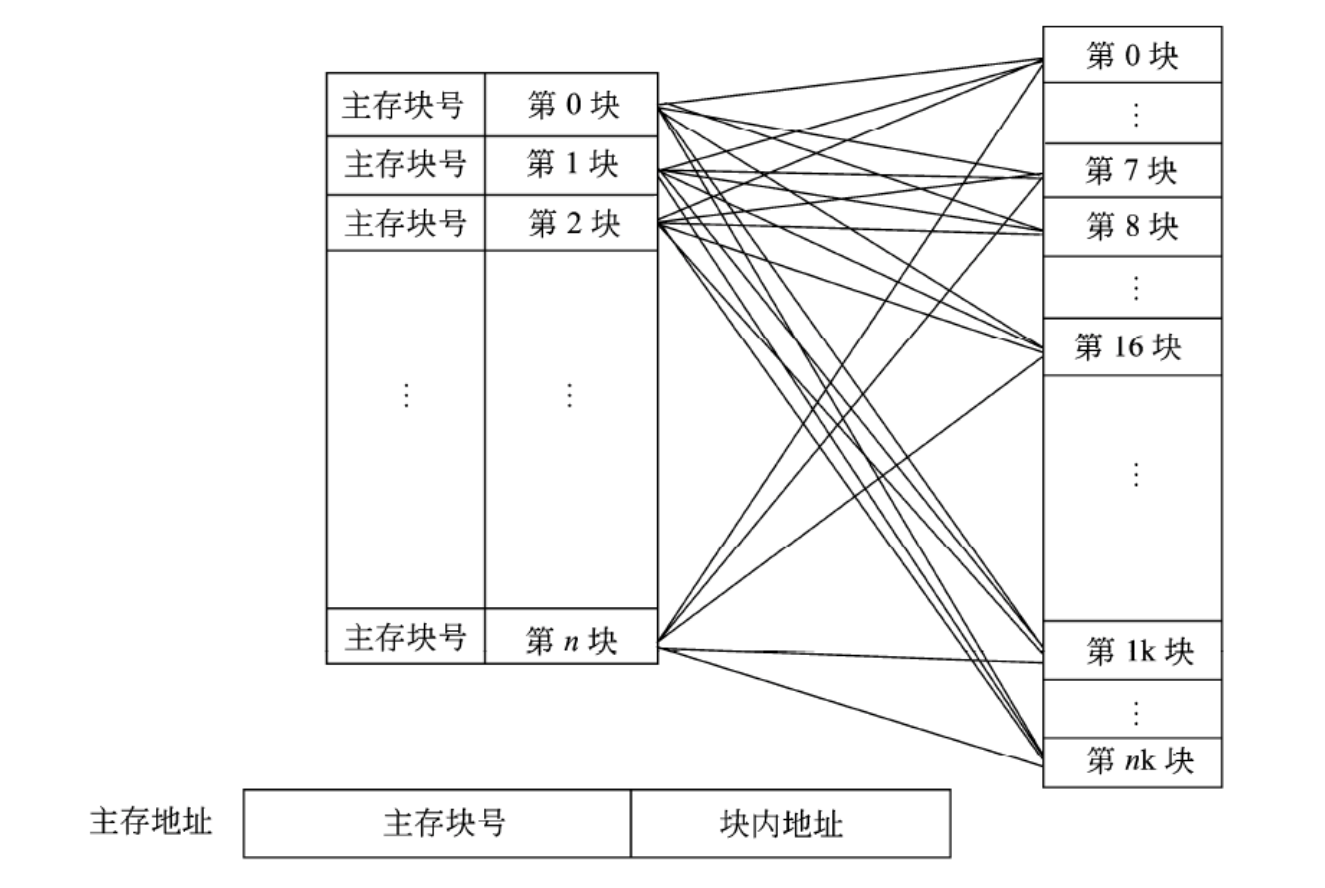 第 0 块
⋮
第 7 块
第 8 块
⋮
第 16 块
⋮
第 1k 块
⋮
第 nk 块
主存块号 第 0 块
主存块号 第 1 块
主存块号 第 2 块
⋮ ⋮
主存块号 第 n 块
主存地址 主存块号 块内地址